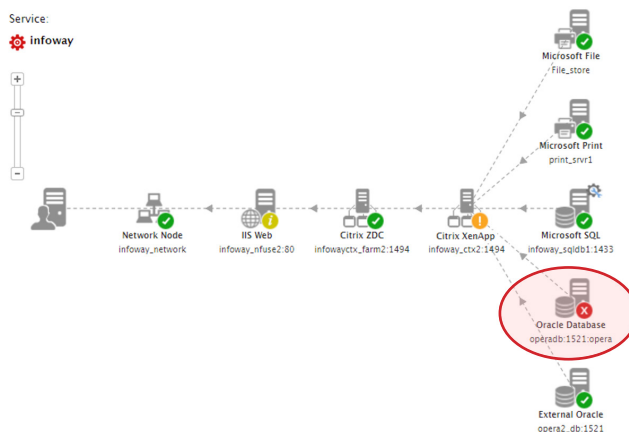 Service:
infoway
Microsoft File
File_store
Microsoft Print
print_srvr1
Network Node
infoway_network
IIS Web
infoway_nfuse2:80
Citrix ZDC
infowayctx_farm2:1494
Citrix XenApp
infoway_ctx2:1494
Microsoft SQL
infoway_sqldb1:1433
Oracle Database
operadb:1521:opera
External Oracle
opera2_db:1521